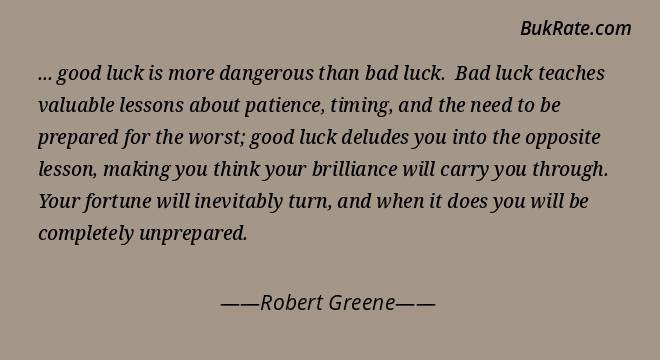 BukRate.com
... good luck is more dangerous than bad luck.  Bad luck teaches
valuable lessons about patience, timing, and the need to be
prepared for the worst; good luck deludes you into the opposite
lesson, making you think your brilliance will carry you through.
Your fortune will inevitably turn, and when it does you will be
completely unprepared.
——Robert Greene——